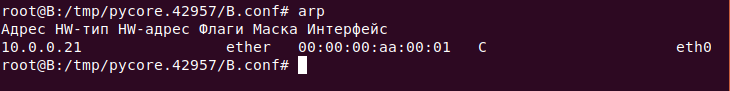 root@B:/tmp/pycore.42957/B.conf# arp
Адрес HW-тип HW-адрес Флаги Маска Интерфейс
10.0.0.21 ether 00:00:00:aa:00:01 C eth0
root@B:/tmp/pycore.42957/B.conf#